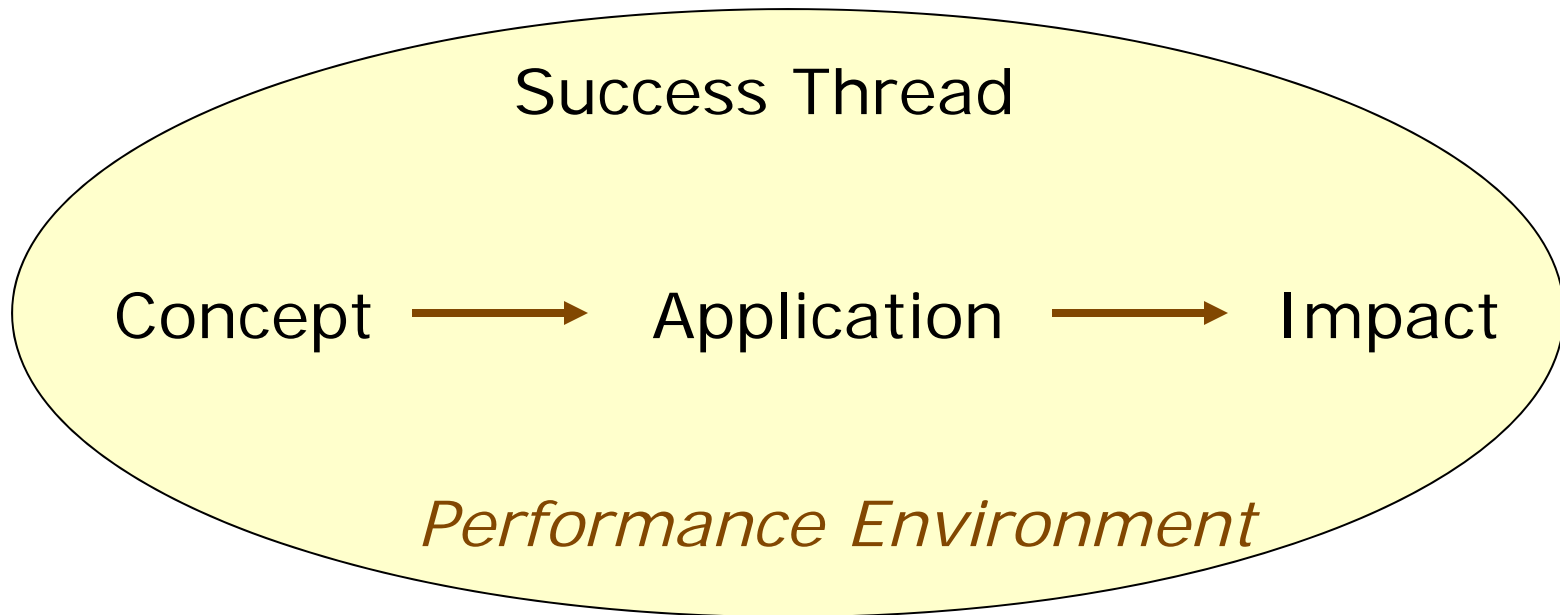 Success Thread
Concept Application Impact
Performance Environment